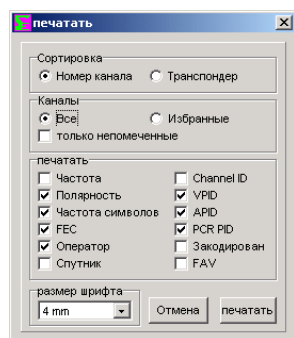 печатать
Сортировка
Номер канала Транспондер
Каналы
Все Избранные
только непомеченные
печатать
Частота Channel ID
Полярность VPID
Частота символов APID
FEC PCR PID
Оператор Закодирован
Спутник FAV
размер шрифта
4 mm Отмена печатать